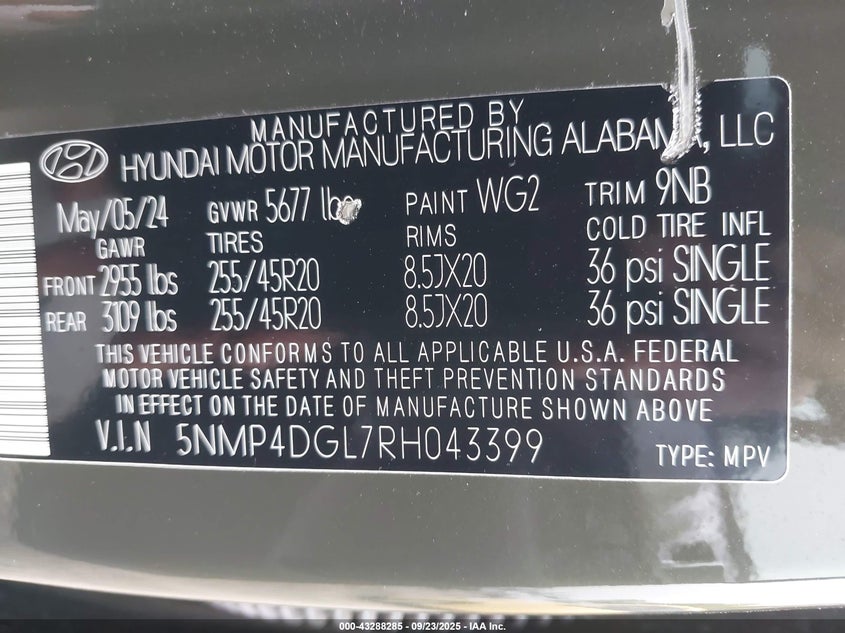 MANUFACTURED BY
HYUNDAI MOTOR MANUFACTURING ALABAMA, LLC
May/05/24 GVWR 5677 lbs PAINT WG2 TRIM 9NB
GAWR TIRES RIMS COLD TIRE INFL
FRONT 2955 lbs 255/45R20 8.5JX20 36 psi SINGLE
REAR 3109 lbs 255/45R20 8.5JX20 36 psi SINGLE
THIS VEHICLE CONFORMS TO ALL APPLICABLE U.S.A. FEDERAL
MOTOR VEHICLE SAFETY AND THEFT PREVENTION STANDARDS
IN EFFECT ON THE DATE OF MANUFACTURE SHOWN ABOVE
V.I.N 5NMP4DGL7RH043399 TYPE: MPV
000-43288285 - 09/23/2025 - IAA Inc.